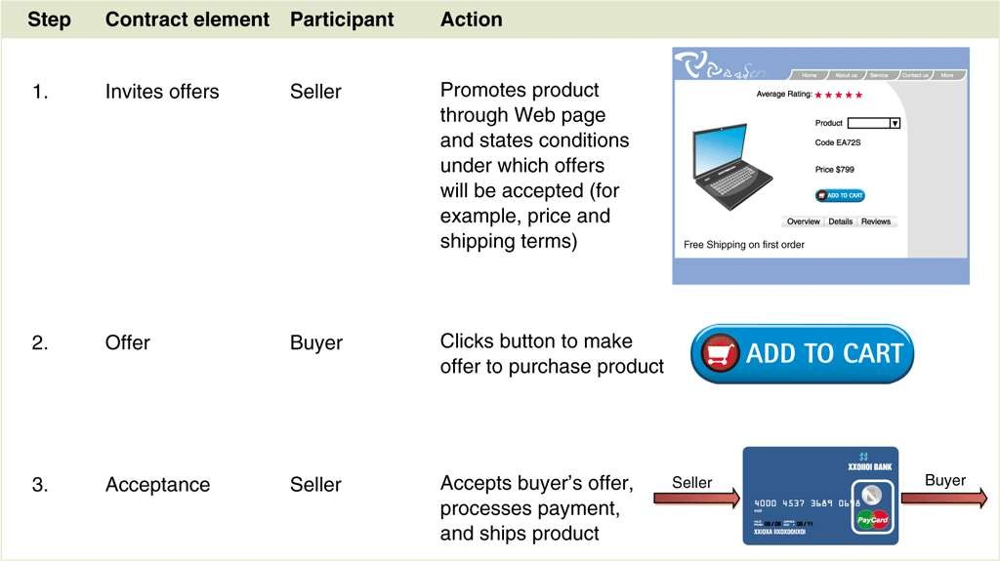 Step Contract element Participant Action
1. Invites offers Seller Promotes product
through Web page
and states conditions
under which offers
will be accepted (for
example, price and
shipping terms)
Home About us Service Contact us More
Average Rating:
Product
Code EA72S
Price $799
ADD TO CART
Overview Details Reviews
Free Shipping on first order
2. Offer Buyer Clicks button to make
offer to purchase product
ADD TO CART
3. Acceptance Seller Accepts buyer’s offer,
processes payment,
and ships product
Seller
XXOIIOI BANK
4000 4537 3689 0698
PayCard
Buyer